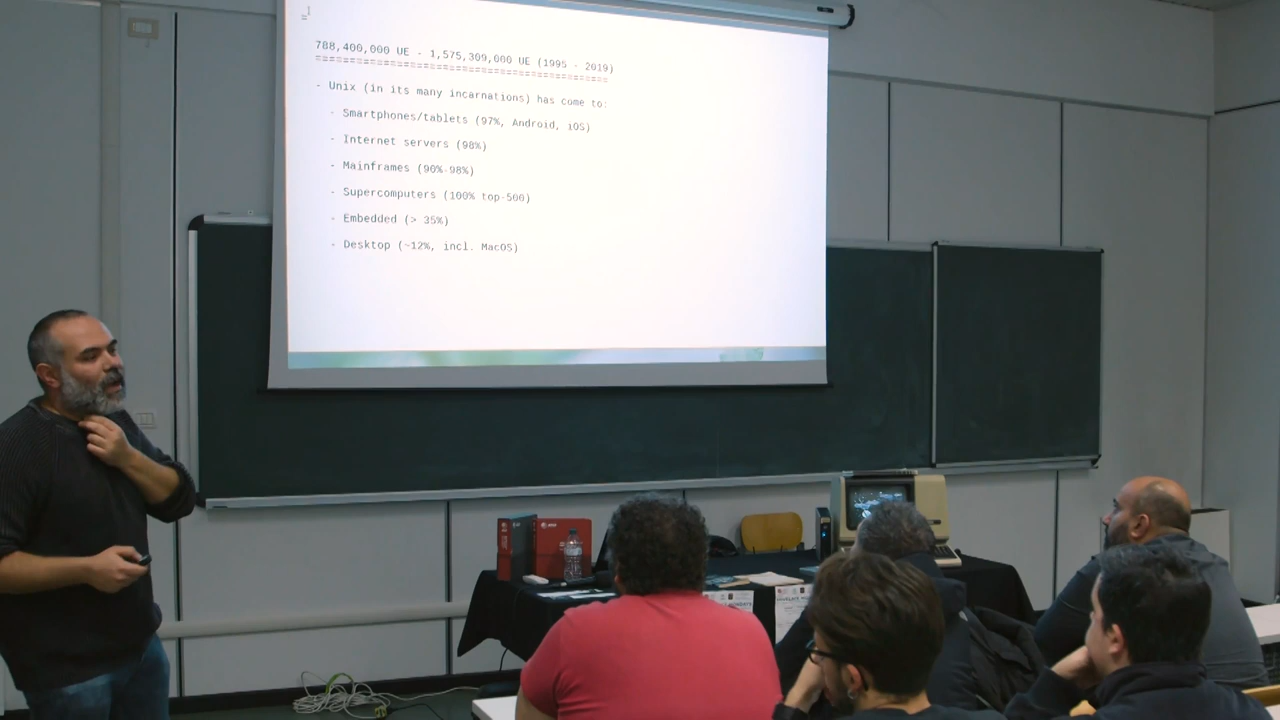 788,400,000 UE - 1,575,309,000 UE (1995 - 2019)
===========================================
- Unix (in its many incarnations) has come to:
- Smartphones/tablets (97%, Android, iOS)
- Internet servers (98%)
- Mainframes (90%-98%)
- Supercomputers (100% top-500)
- Embedded (> 35%)
- Desktop (~12%, incl. MacOS)